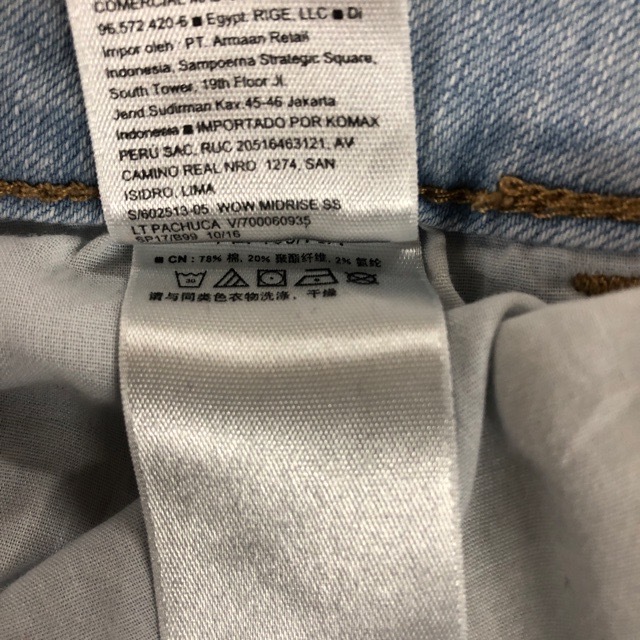 COMERCIAL
96.572 420-6 ■ Egypt: RIGE, LLC ■ Di
Impor oleh : PT. Armaan Retail
Indonesia, Sampoerna Strategic Square,
South Tower, 19th Floor Jl.
Jend.Sudirman Kav.45-46 Jakarta
Indonesia ■ IMPORTADO POR KOMAX
PERU SAC, RUC 20516463121, AV
CAMINO REAL NRO 1274, SAN
ISIDRO, LIMA
S/602513-05 WOW MIDRISE SS
LT PACHUCA V/700060935
SP17/B99 10/16
■ CN: 78% 棉, 20% 聚酯纤维, 2% 氨纶
30
请与同类色衣物洗涤, 干燥